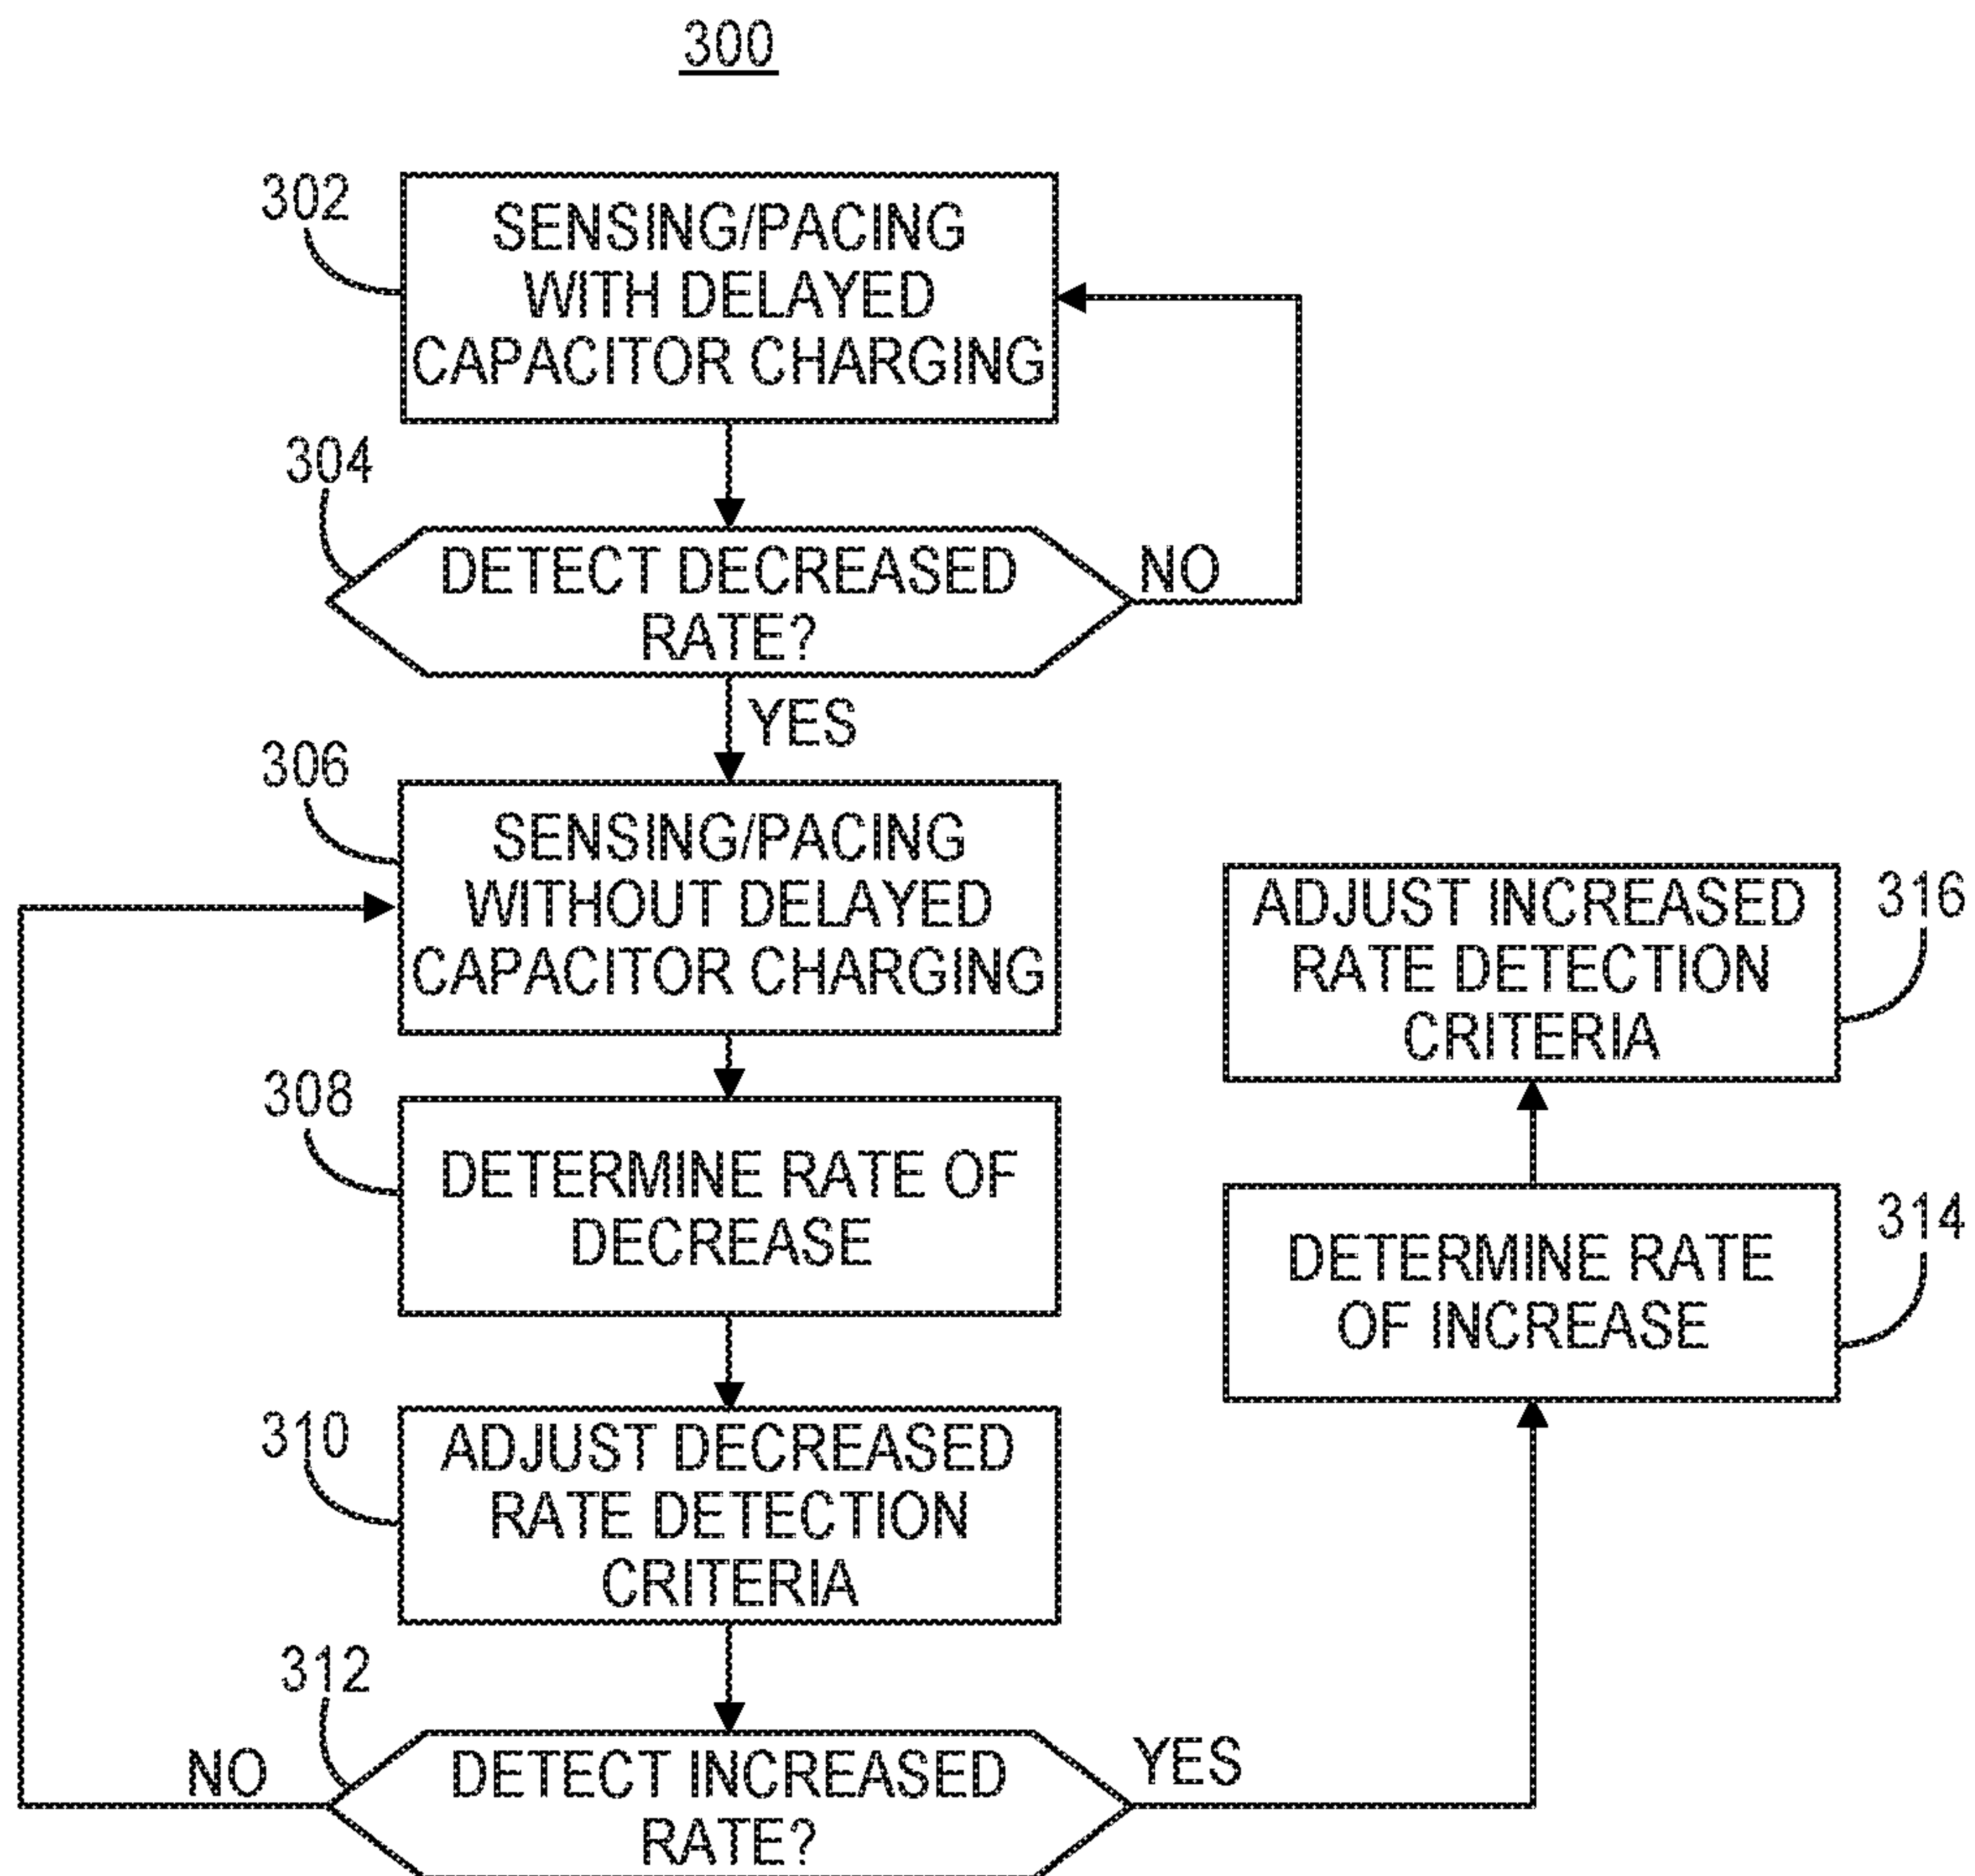 300
302
SENSING/PACING
WITH DELAYED
CAPACITOR CHARGING
304
DETECT DECREASED
RATE?
NO
YES
306
SENSING/PACING
WITHOUT DELAYED
CAPACITOR CHARGING
308
DETERMINE RATE OF
DECREASE
310
ADJUST DECREASED
RATE DETECTION
CRITERIA
312
DETECT INCREASED
RATE?
NO
YES
314
DETERMINE RATE
OF INCREASE
316
ADJUST INCREASED
RATE DETECTION
CRITERIA